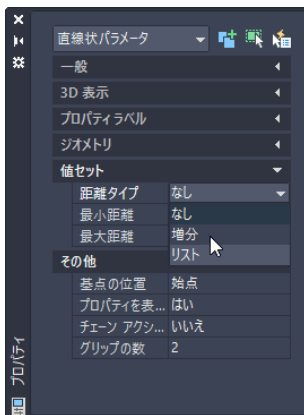 直線状パラメータ
一般
3D 表示
プロパティ ラベル
ジオメトリ
値セット
距離タイプ なし
最小距離 なし
最大距離 増分
リスト
その他
基点の位置 始点
プロパティを表... はい
チェーン アクシ... いいえ
グリップの数 2
プロパティ